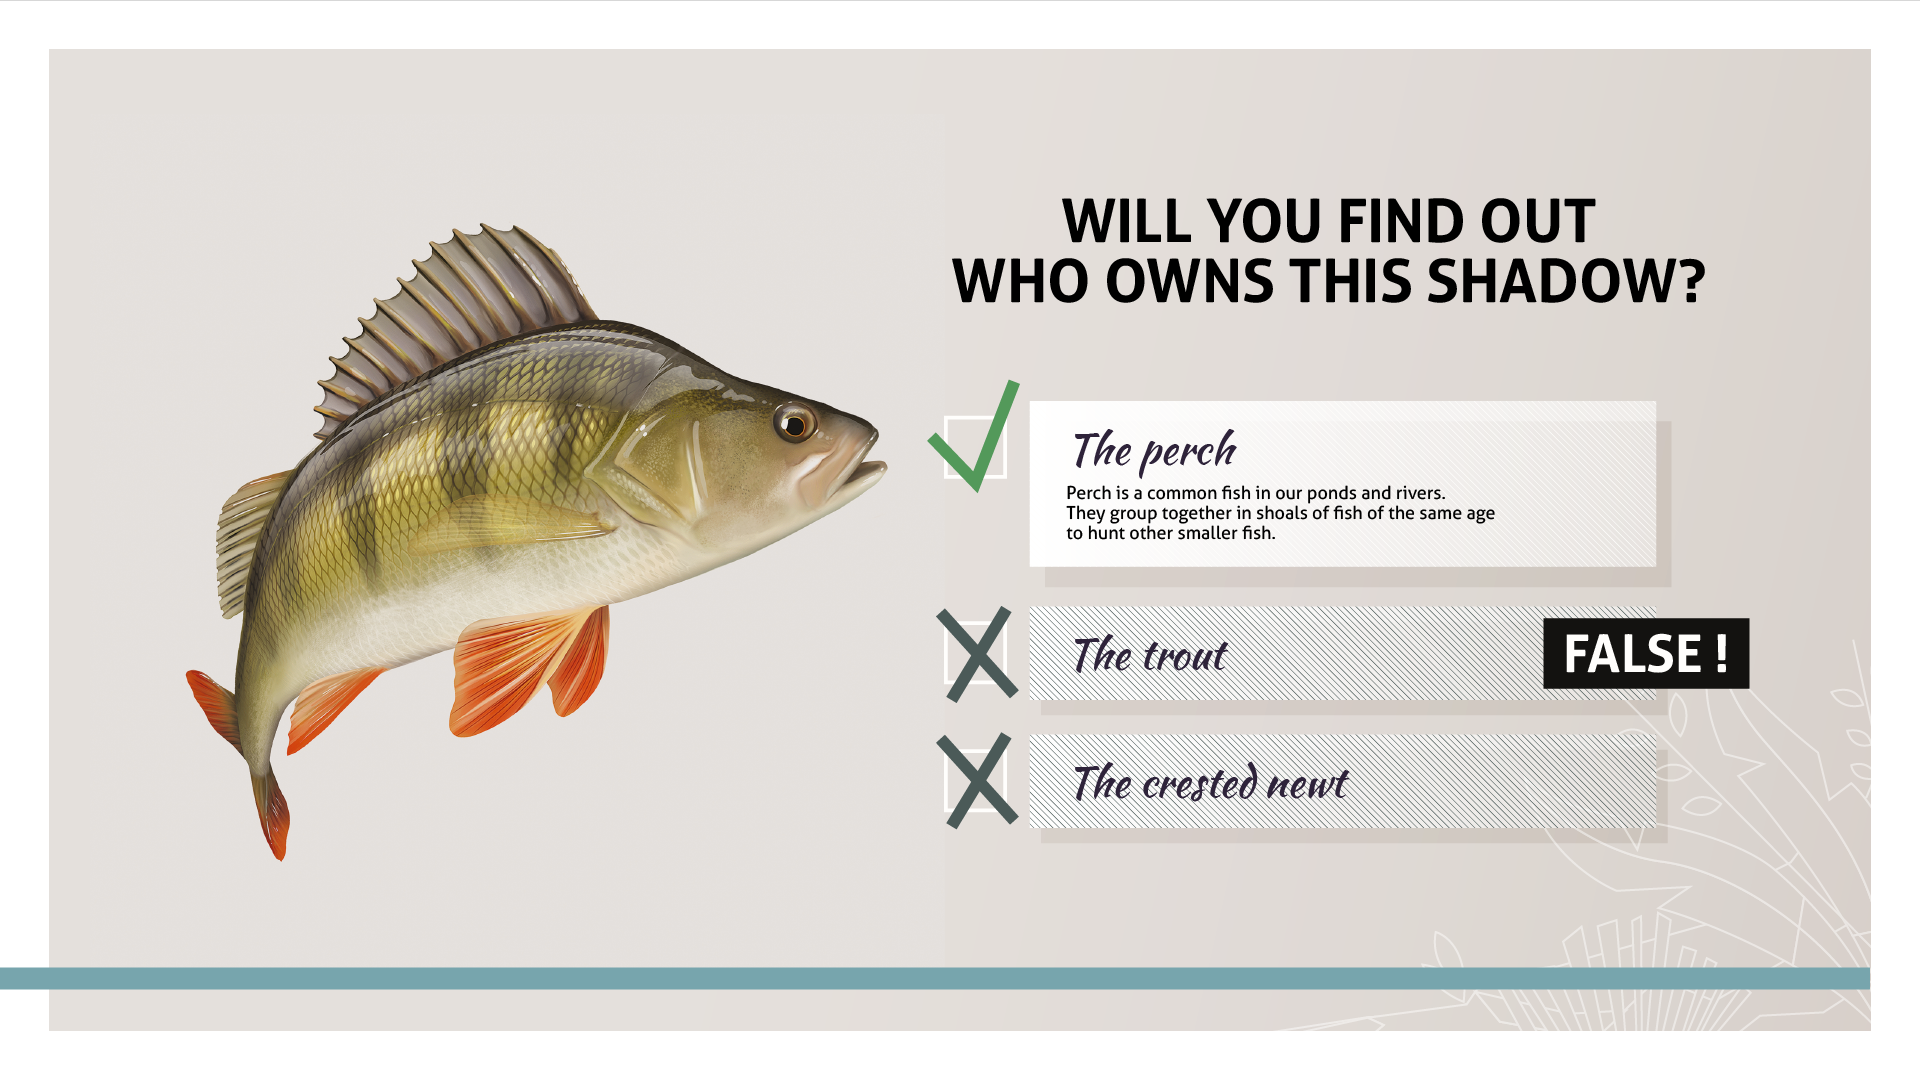 WILL YOU FIND OUT
WHO OWNS THIS SHADOW?
The perch
Perch is a common fish in our ponds and rivers.
They group together in shoals of fish of the same age
to hunt other smaller fish.
The trout
FALSE !
The crested newt